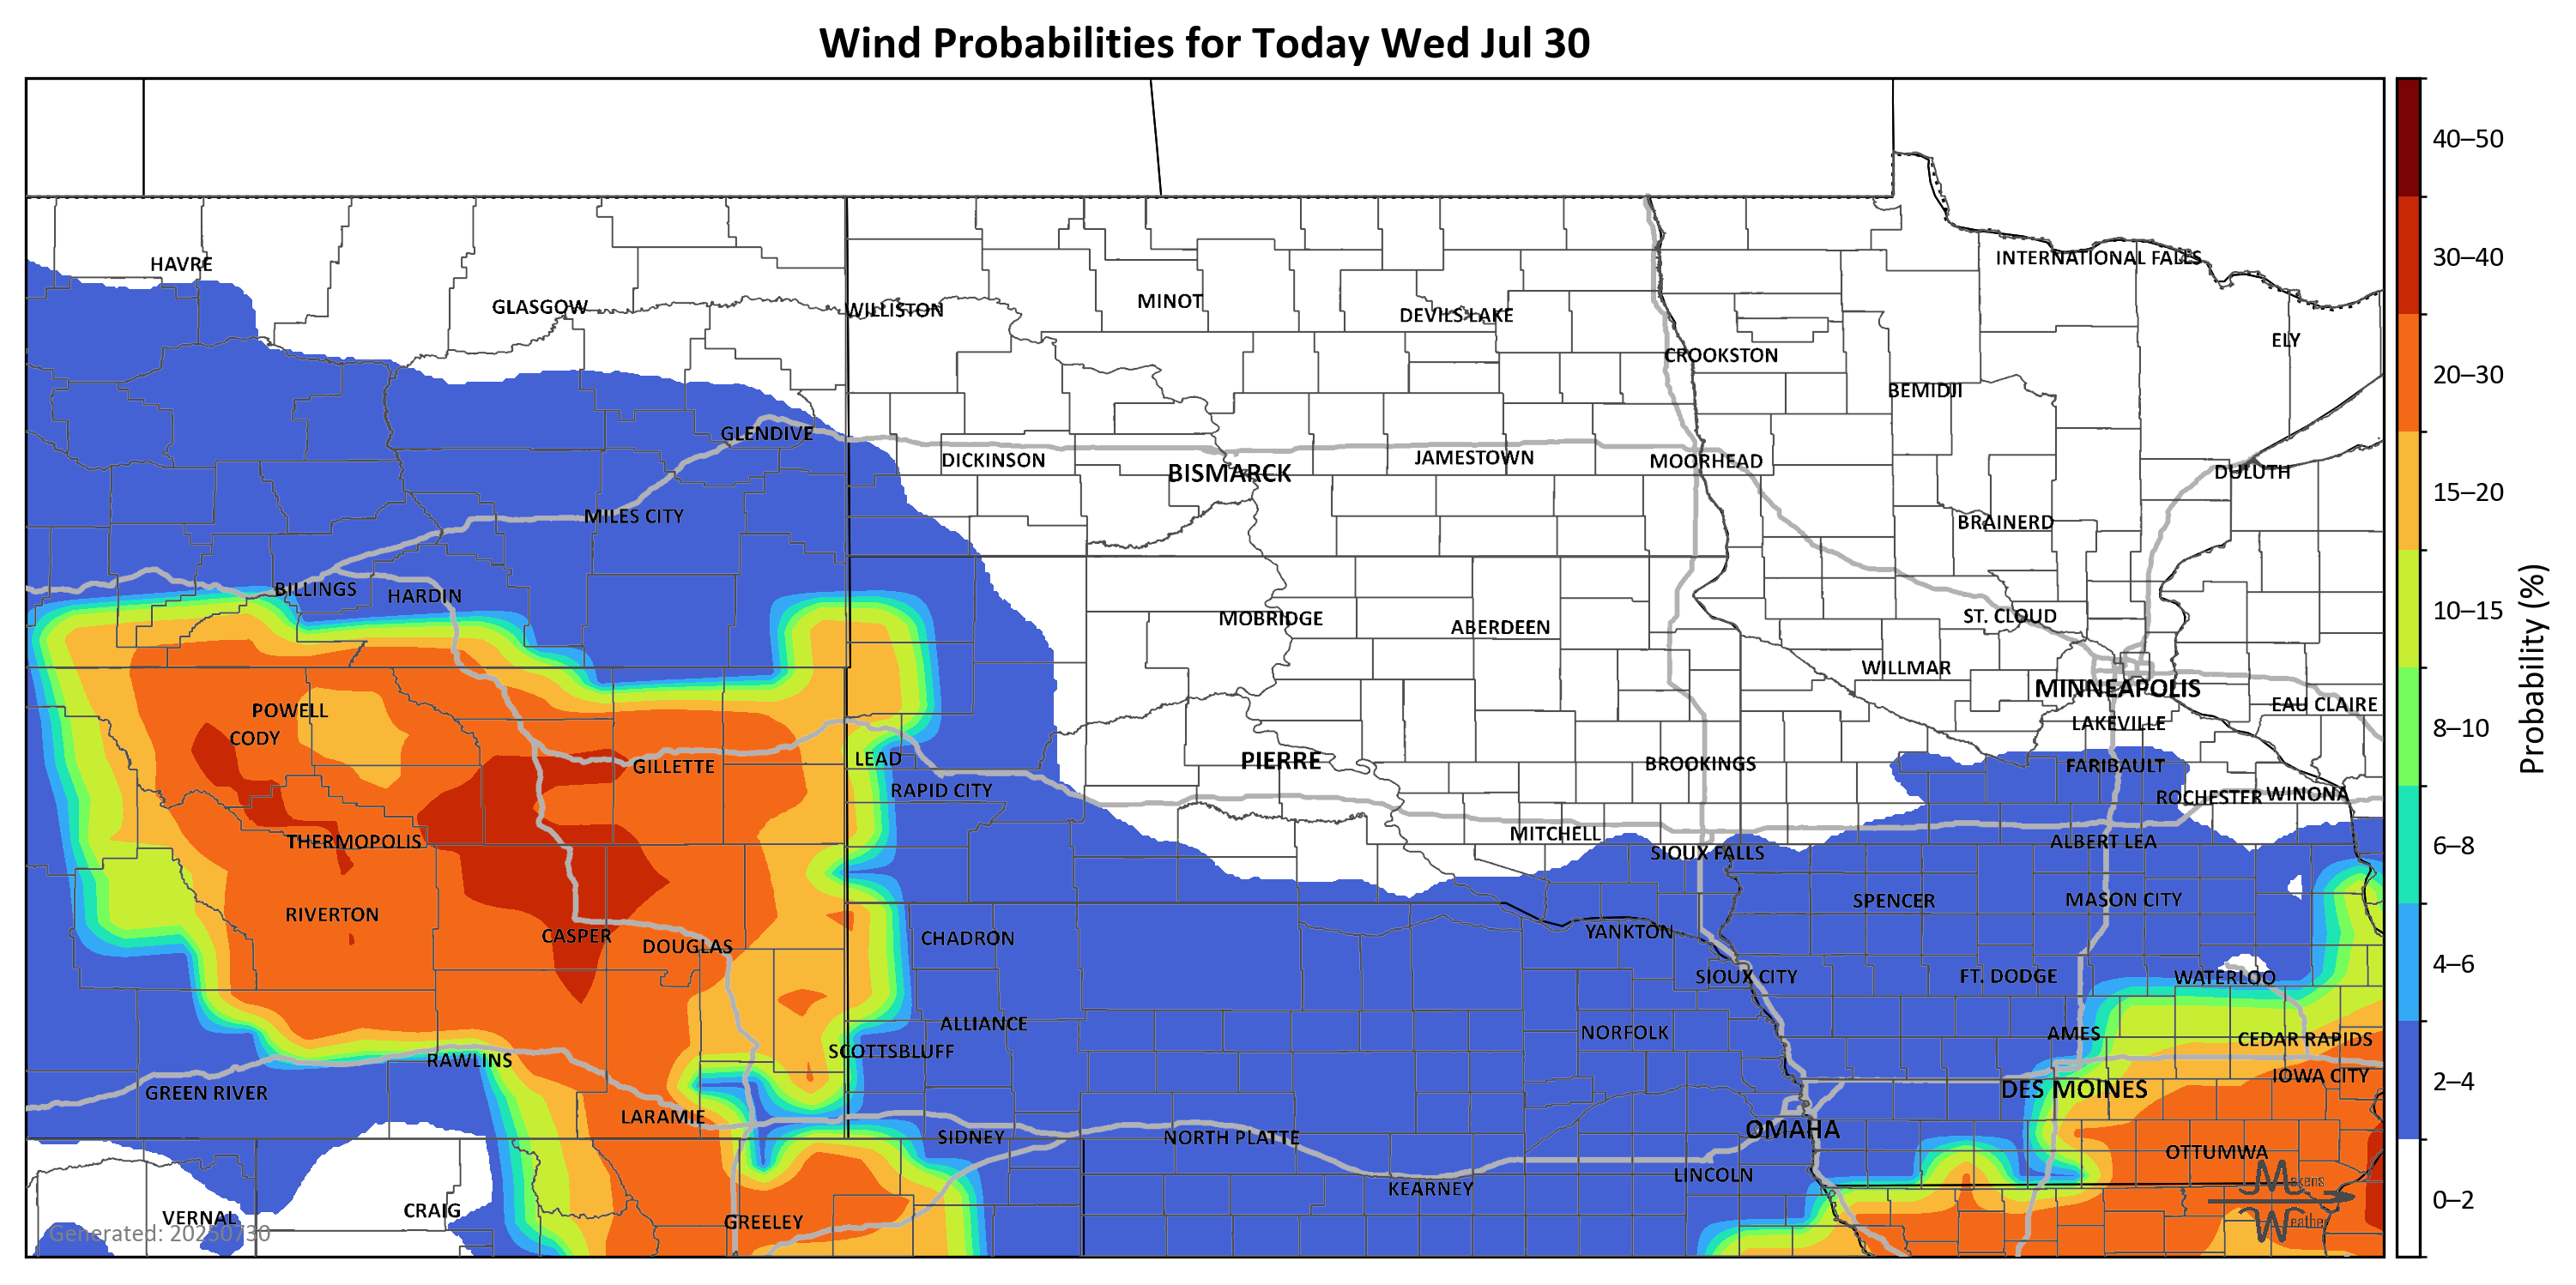 Wind Probabilities for Today Wed Jul 30
HAVRE
GLASGOW
WILLISTON
MINOT
DEVILS LAKE
INTERNATIONAL FALLS
ELY
CROOKSTON
BEMIDJI
GLENDIVE
DICKINSON
BISMARCK
JAMESTOWN
MOORHEAD
DULUTH
MILES CITY
BRAINERD
BILLINGS
HARDIN
MOBRIDGE
ABERDEEN
ST. CLOUD
WILLMAR
MINNEAPOLIS
EAU CLAIRE
POWELL
LAKEVILLE
CODY
LEAD
GILLETTE
PIERRE
BROOKINGS
FARIBAULT
RAPID CITY
ROCHESTER
WINONA
THERMOPOLIS
MITCHELL
ALBERT LEA
SIOUX FALLS
SPENCER
MASON CITY
RIVERTON
CASPER
DOUGLAS
CHADRON
YANKTON
SIOUX CITY
FT. DODGE
WATERLOO
ALLIANCE
NORFOLK
AMES
CEDAR RAPIDS
SCOTTSBLUFF
RAWLINS
IOWA CITY
GREEN RIVER
DES MOINES
LARAMIE
SIDNEY
NORTH PLATTE
OMAHA
OTTUMWA
LINCOLN
KEARNEY
CRAIG
VERNAL
GREELEY
Generated: 20250730
Makens
Weather
40–50
30–40
20–30
15–20
10–15
8–10
6–8
4–6
2–4
0–2
Probability (%)